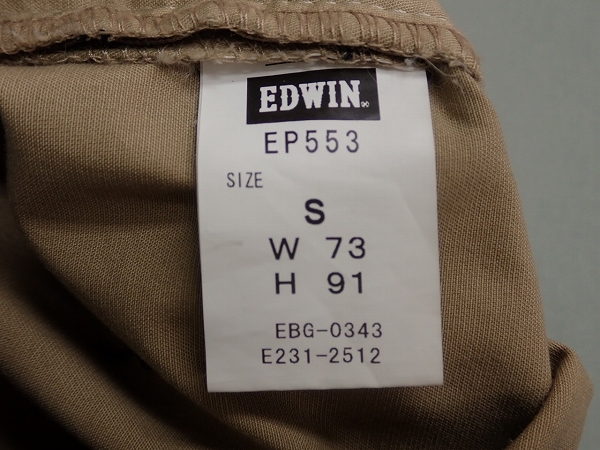 EDWIN®
EP553
SIZE
S
W 73
H 91
EBG-0343
E231-2512